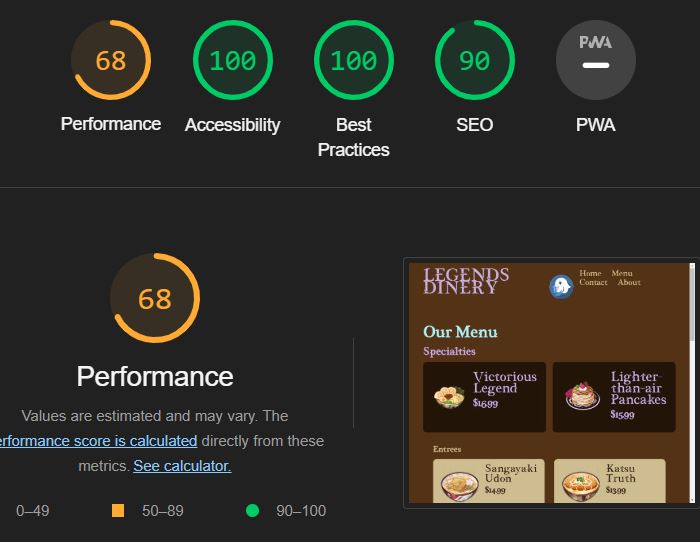 68
100
100
90
PWA
Performance
Accessibility
Best
Practices
SEO
PWA
68
Performance
Values are estimated and may vary. The
erformance score is calculated directly from these
metrics. See calculator.
0–49
50–89
90–100
LEGENDS
DINERY
Home Menu
Contact About
Our Menu
Specialties
Victorious
Legend
$16.99
Lighter-
than-air
Pancakes
$15.99
Entrees
Sangayaki
Udon
$14.99
Katsu
Truth
$13.99